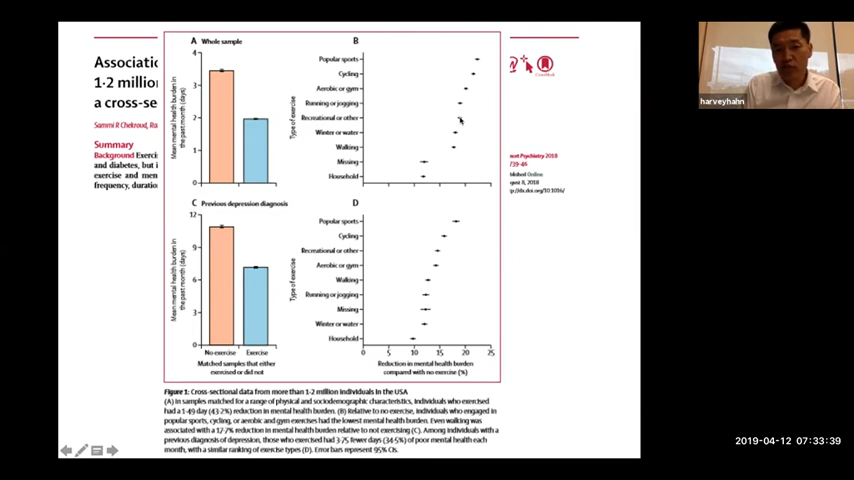 Associatic
1·2 million
a cross-se
Sammi R Chekroud, Ra
Summary
Background Exerci
and diabetes, but i
exercise and men
frequency, duratio
A Whole sample
Mean mental health burden in
the past month (days)
4
3
2
1
0
B
Type of exercise
Popular sports
Cycling
Aerobic or gym
Running or jogging
Recreational or other
Winter or water
Walking
Missing
Household
C Previous depression diagnosis
Mean mental health burden in
the past month (days)
12
9
6
3
0
No exercise Exercise
Matched samples that either
exercised or did not
D
Type of exercise
Popular sports
Cycling
Recreational or other
Aerobic or gym
Walking
Running or jogging
Missing
Winter or water
Household
0 5 10 15 20 25
Reduction in mental health burden
compared with no exercise (%)
Figure 1: Cross-sectional data from more than 1·2 million individuals in the USA
(A) In samples matched for a range of physical and sociodemographic characteristics, individuals who exercised
had a 1·49 day (43·2%) reduction in mental health burden. (B) Relative to no exercise, individuals who engaged in
popular sports, cycling, or aerobic and gym exercises had the lowest mental health burden. Even walking was
associated with a 17·7% reduction in mental health burden relative to not exercising (C). Among individuals with a
previous diagnosis of depression, those who exercised had 3·75 fewer days (34·5%) of poor mental health each
month, with a similar ranking of exercise types (D). Error bars represent 95% CIs.
CrossMark
cet Psychiatry 2018
739–46
blished Online
gust 8, 2018
p://dx.doi.org/10.1016/
harveyhahn
2019-04-12 07:33:39